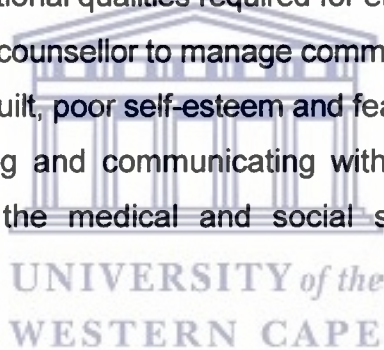 tional qualities required for e
counsellor to manage comm
uilt, poor self-esteem and fea
g and communicating with
the medical and social s
UNIVERSITY of the
WESTERN CAPE